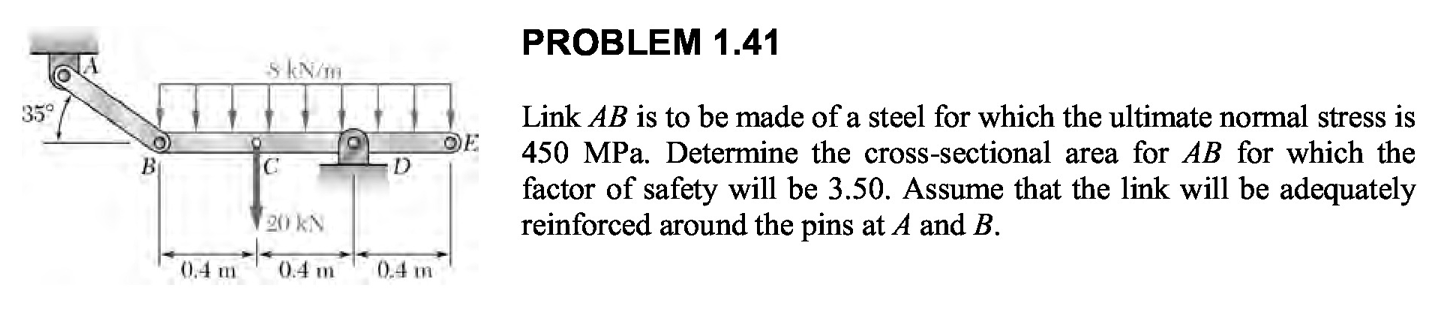 PROBLEM 1.41
Link AB is to be made of a steel for which the ultimate normal stress is
450 MPa. Determine the cross-sectional area for AB for which the
factor of safety will be 3.50. Assume that the link will be adequately
reinforced around the pins at A and B.
A
8 kN/m
35°
B
C
D
E
20 kN
0.4 m
0.4 m
0.4 m